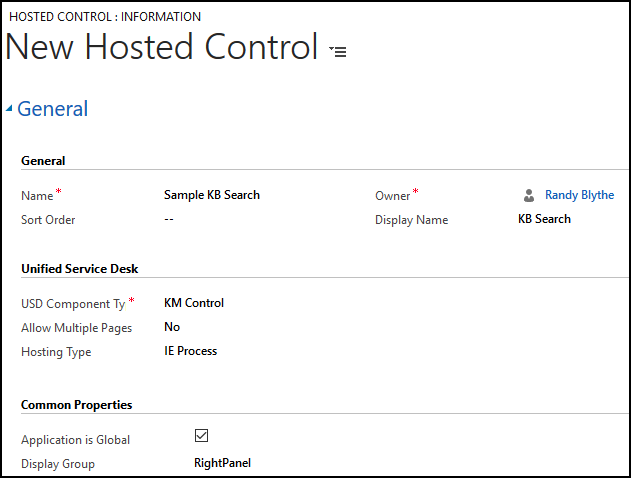 HOSTED CONTROL : INFORMATION
New Hosted Control
General
General
Name * Sample KB Search Owner * Randy Blythe
Sort Order -- Display Name KB Search
Unified Service Desk
USD Component Ty * KM Control
Allow Multiple Pages No
Hosting Type IE Process
Common Properties
Application is Global
Display Group RightPanel